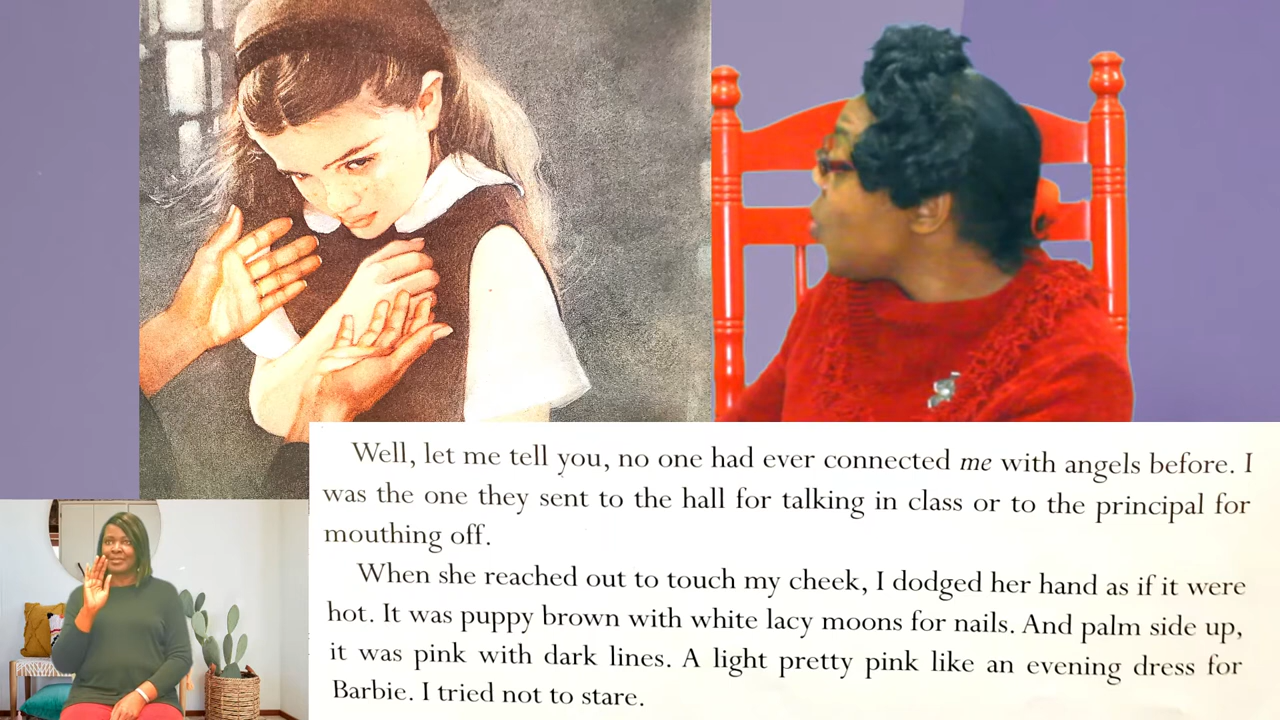 Well, let me tell you, no one had ever connected me with angels before. I
was the one they sent to the hall for talking in class or to the principal for
mouthing off.
When she reached out to touch my cheek, I dodged her hand as if it were
hot. It was puppy brown with white lacy moons for nails. And palm side up,
it was pink with dark lines. A light pretty pink like an evening dress for
Barbie. I tried not to stare.